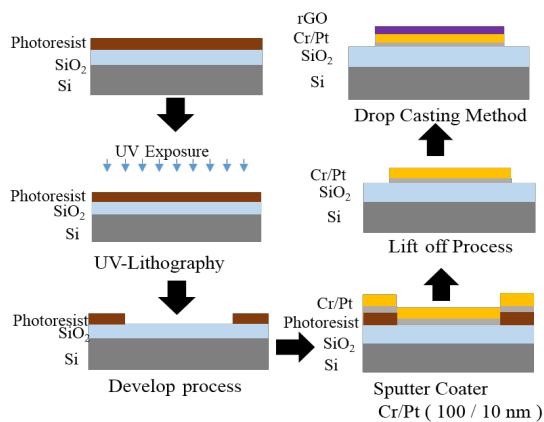 Photoresist
SiO2
Si
UV Exposure
Photoresist
SiO2
Si
UV-Lithography
Photoresist
SiO2
Si
Develop process
Cr/Pt
Photoresist
SiO2
Si
Sputter Coater
Cr/Pt ( 100 / 10 nm )
Cr/Pt
SiO2
Si
Lift off Process
rGO
Cr/Pt
SiO2
Si
Drop Casting Method